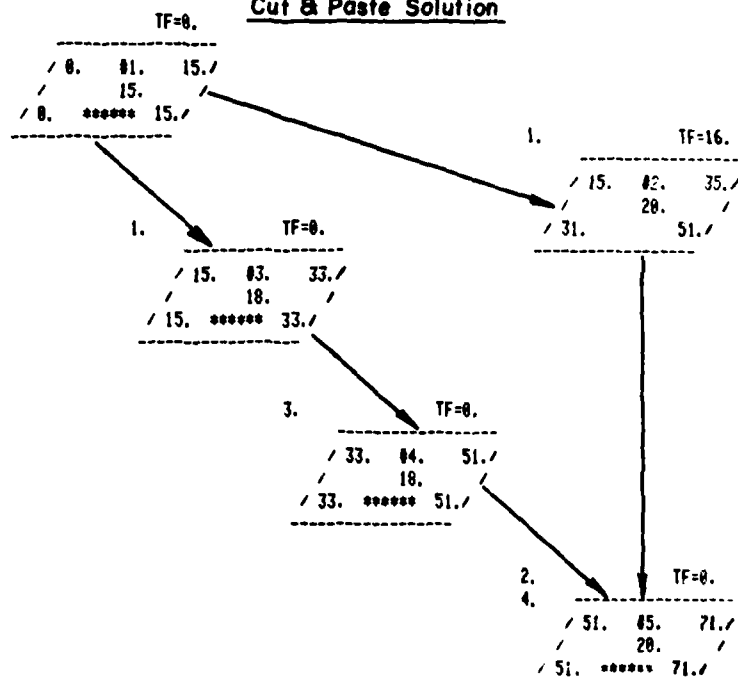 Cut & Paste Solution
TF=0.
---------------------
/ 0. #1. 15./
/ 15. /
/ 0. ****** 15./
---------------------
1. TF=16.
---------------------
/ 15. #2. 35./
/ 20. /
/ 31. 51./
---------------------
1. TF=0.
---------------------
/ 15. #3. 33./
/ 18. /
/ 15. ****** 33./
---------------------
3. TF=0.
---------------------
/ 33. #4. 51./
/ 18. /
/ 33. ****** 51./
---------------------
2. TF=0.
4. ---------------------
/ 51. #5. 71./
/ 20. /
/ 51. ****** 71./